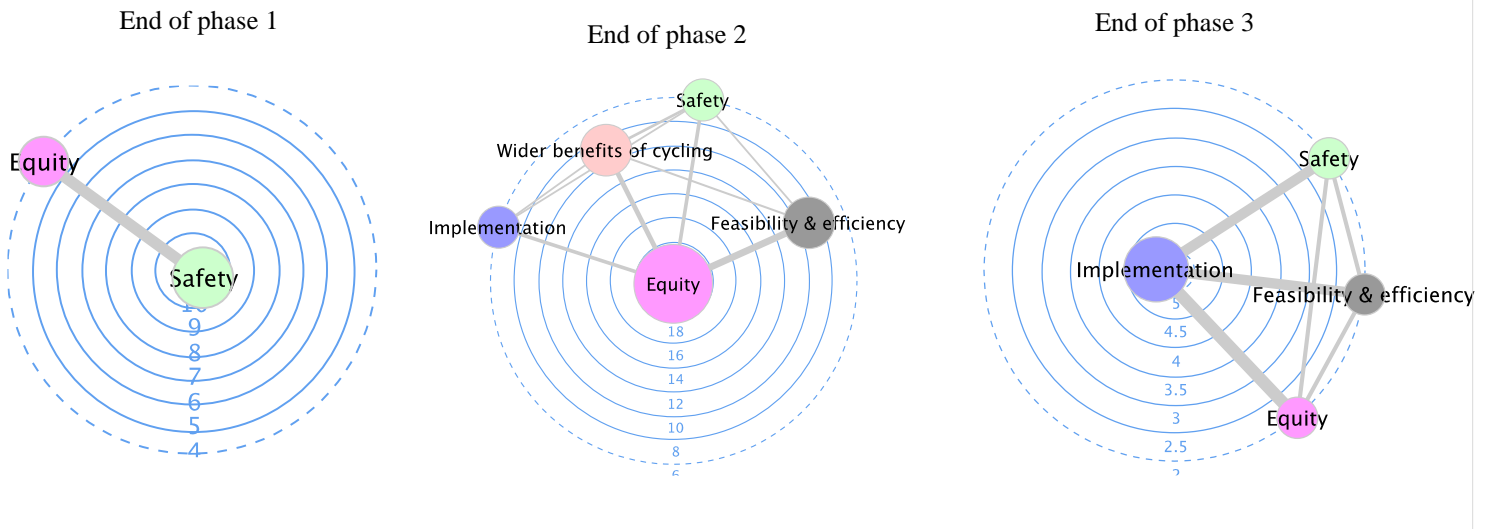 End of phase 1
End of phase 2
End of phase 3
Equity
Safety
10
9
8
7
6
5
4
Safety
Wider benefits of cycling
Implementation
Feasibility & efficiency
Equity
18
16
14
12
10
8
6
Safety
Implementation
Feasibility & efficiency
5
4.5
4
3.5
3
Equity
2.5
2